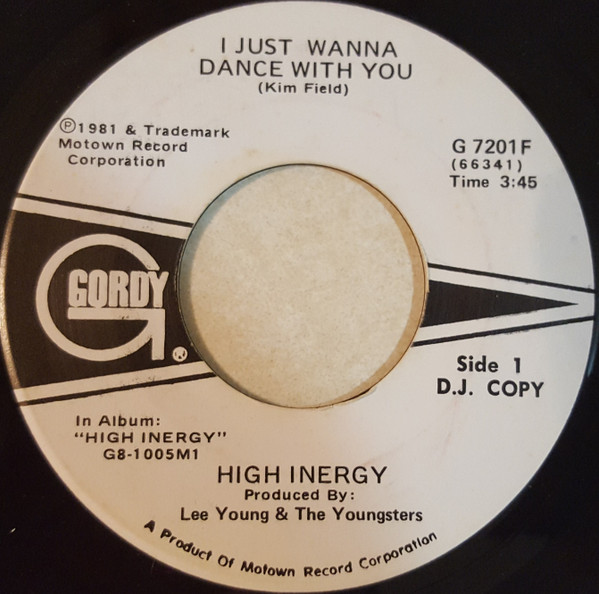 I JUST WANNA
DANCE WITH YOU
(Kim Field)
℗1981 & Trademark
Motown Record
Corporation
G 7201F
(66341)
Time 3:45
GORDY
®
Side 1
D.J. COPY
In Album:
"HIGH INERGY"
G8-1005M1
HIGH INERGY
Produced By:
Lee Young & The Youngsters
A Product Of Motown Record Corporation